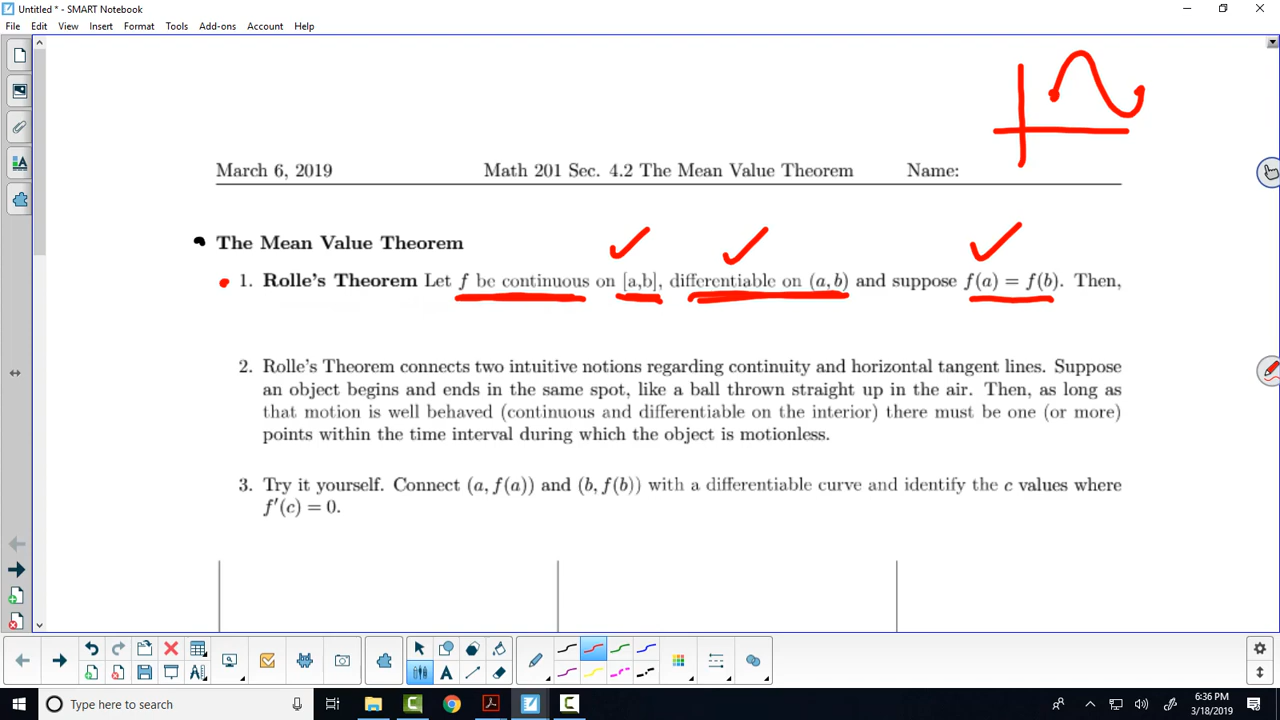 Untitled * - SMART Notebook
File Edit View Insert Format Tools Add-ons Account Help
March 6, 2019 Math 201 Sec. 4.2 The Mean Value Theorem Name:
The Mean Value Theorem
1. Rolle's Theorem Let f be continuous on [a,b], differentiable on (a, b) and suppose f(a) = f(b). Then,
2. Rolle's Theorem connects two intuitive notions regarding continuity and horizontal tangent lines. Suppose
an object begins and ends in the same spot, like a ball thrown straight up in the air. Then, as long as
that motion is well behaved (continuous and differentiable on the interior) there must be one (or more)
points within the time interval during which the object is motionless.
3. Try it yourself. Connect (a, f(a)) and (b, f(b)) with a differentiable curve and identify the c values where
f′(c) = 0.
Type here to search
6:36 PM
3/18/2019